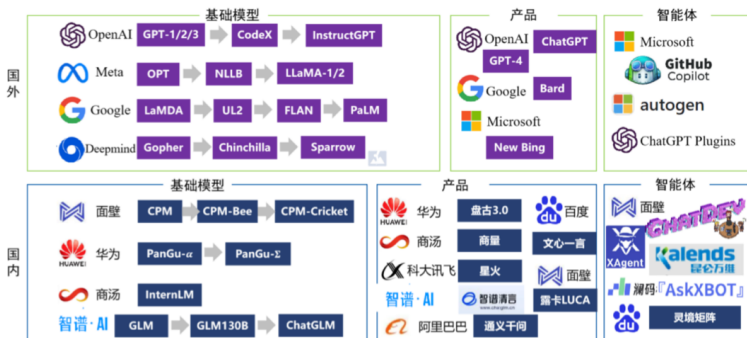 基础模型
产品
智能体
国外
OpenAI
GPT-1/2/3
CodeX
InstructGPT
Meta
OPT
NLLB
LLaMA-1/2
Google
LaMDA
UL2
FLAN
PaLM
Deepmind
Gopher
Chinchilla
Sparrow
OpenAI
ChatGPT
GPT-4
Google
Bard
Microsoft
New Bing
Microsoft
GitHub
Copilot
autogen
ChatGPT Plugins
基础模型
产品
智能体
国内
面壁
CPM
CPM-Bee
CPM-Cricket
HUAWEI
华为
PanGu-α
PanGu-Σ
商汤
InternLM
智谱·AI
GLM
GLM130B
ChatGLM
HUAWEI
华为
盘古3.0
du
百度
商汤
商量
文心一言
科大讯飞
星火
面壁
智谱·AI
智谱清言
露卡LUCA
阿里巴巴
通义千问
面壁
CHATDEV
XAgent
Kalends
昆仑万维
澜码
『AskXBOT』
du
灵境矩阵